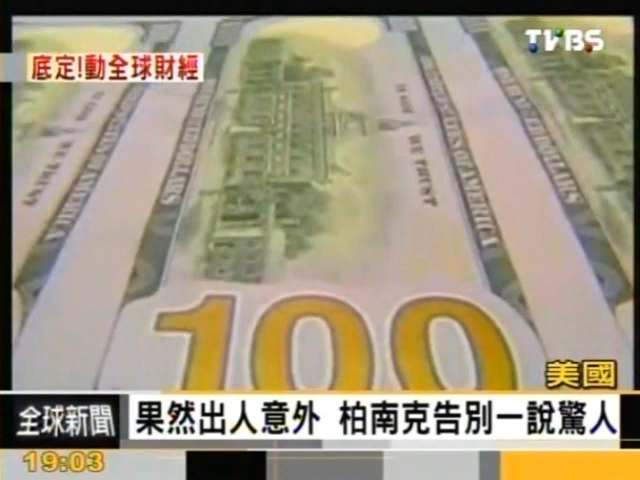 TVBS
底定!動全球財經
IN GOD WE TRUST
THE UNITED STATES OF AMERICA
100
美國
全球新聞
果然出人意外 柏南克告別一說驚人
19:03